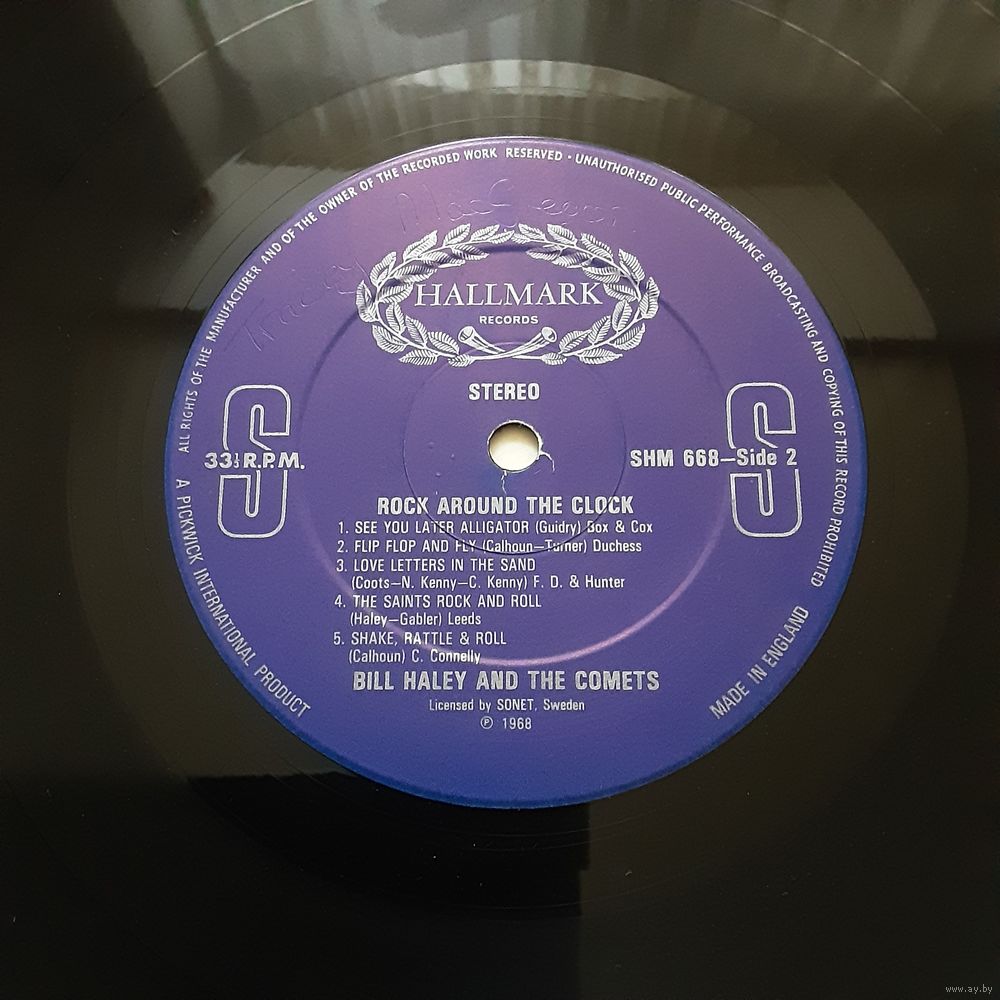 ALL RIGHTS OF THE MANUFACTURER AND OF THE OWNER OF THE RECORDED WORK RESERVED · UNAUTHORISED PUBLIC PERFORMANCE BROADCASTING AND COPYING OF THIS RECORD PROHIBITED
HALLMARK
RECORDS
STEREO
S
S
33⅓ R.P.M.
SHM 668—Side 2
ROCK AROUND THE CLOCK
1. SEE YOU LATER ALLIGATOR (Guidry) Box & Cox
2. FLIP FLOP AND FLY (Calhoun—Turner) Duchess
3. LOVE LETTERS IN THE SAND
(Coots—N. Kenny—C. Kenny) F. D. & Hunter
4. THE SAINTS ROCK AND ROLL
(Haley—Gabler) Leeds
5. SHAKE, RATTLE & ROLL
(Calhoun) C. Connelly
BILL HALEY AND THE COMETS
Licensed by SONET, Sweden
℗ 1968
A PICKWICK INTERNATIONAL PRODUCT
MADE IN ENGLAND
www.ay.by